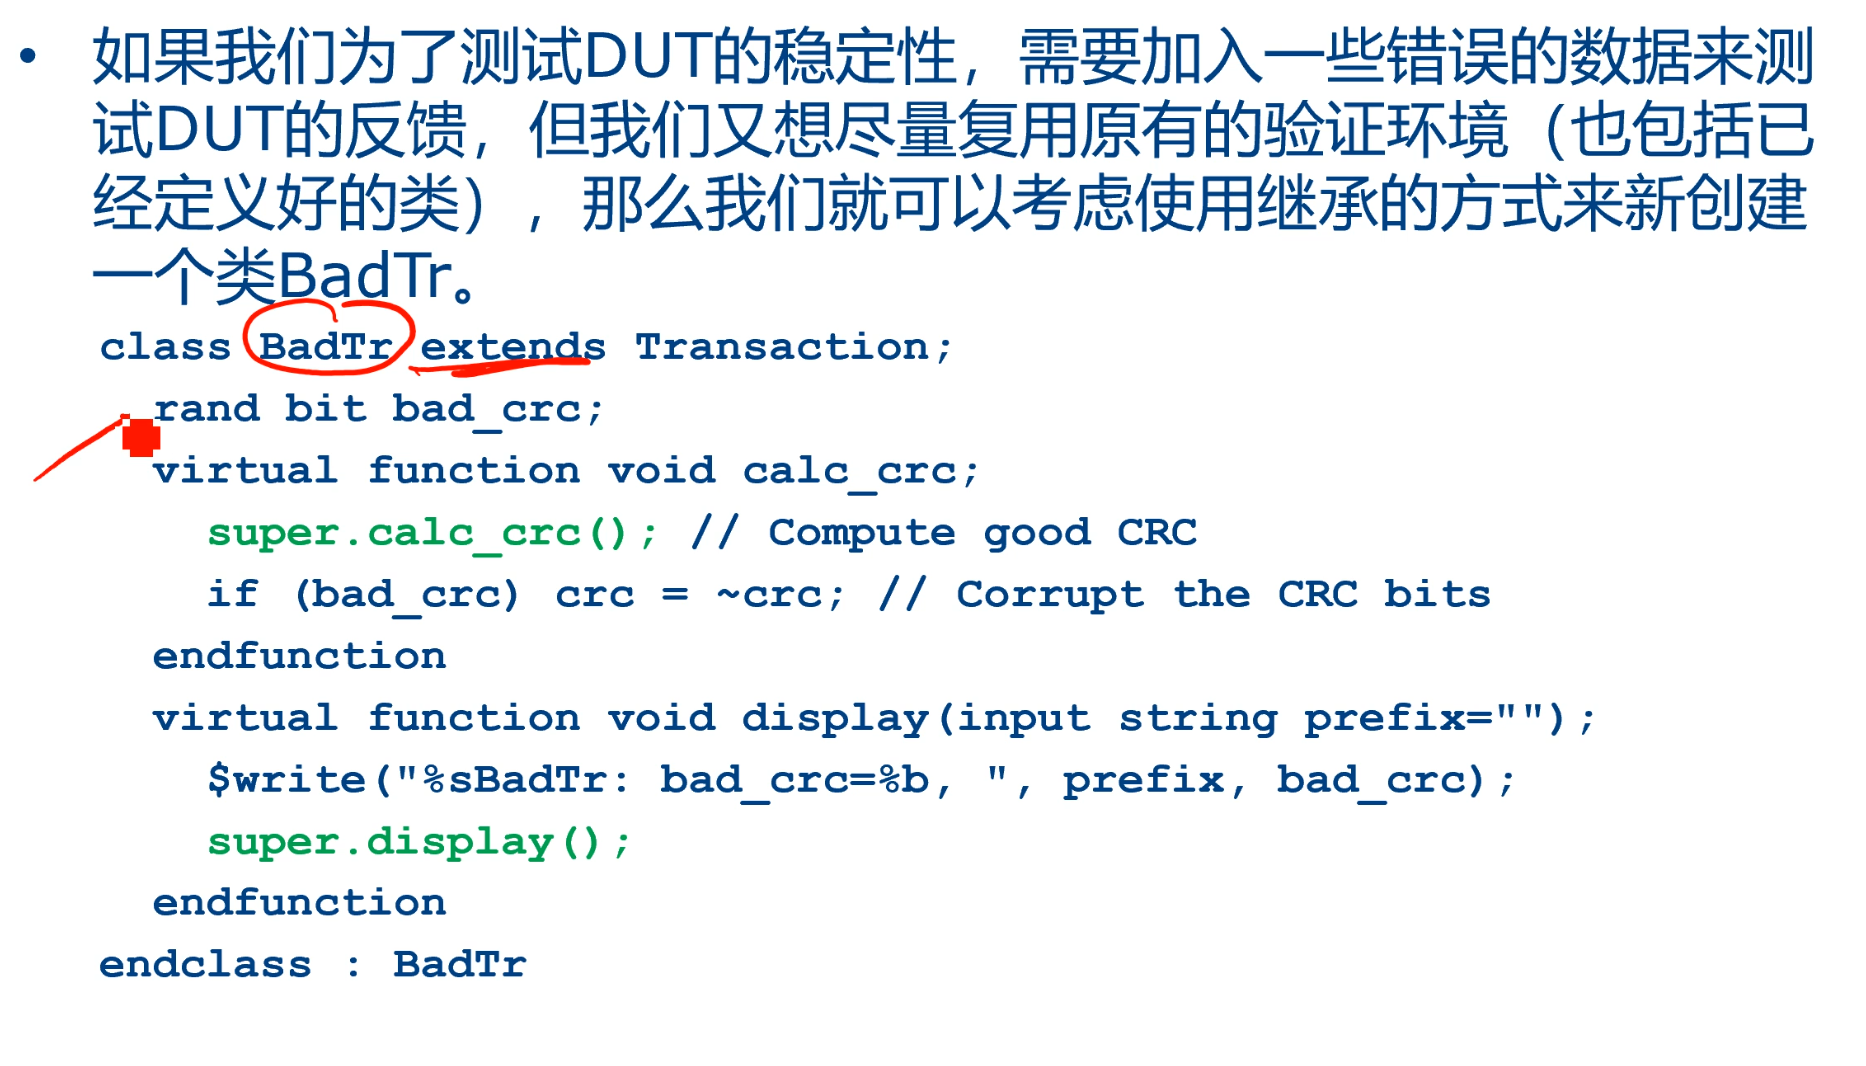 • 如果我们为了测试DUT的稳定性，需要加入一些错误的数据来测
试DUT的反馈，但我们又想尽量复用原有的验证环境（也包括已
经定义好的类），那么我们就可以考虑使用继承的方式来新创建
一个类BadTr。
class BadTr extends Transaction;
rand bit bad_crc;
virtual function void calc_crc;
super.calc_crc(); // Compute good CRC
if (bad_crc) crc = ~crc; // Corrupt the CRC bits
endfunction
virtual function void display(input string prefix="");
$write("%sBadTr: bad_crc=%b, ", prefix, bad_crc);
super.display();
endfunction
endclass : BadTr